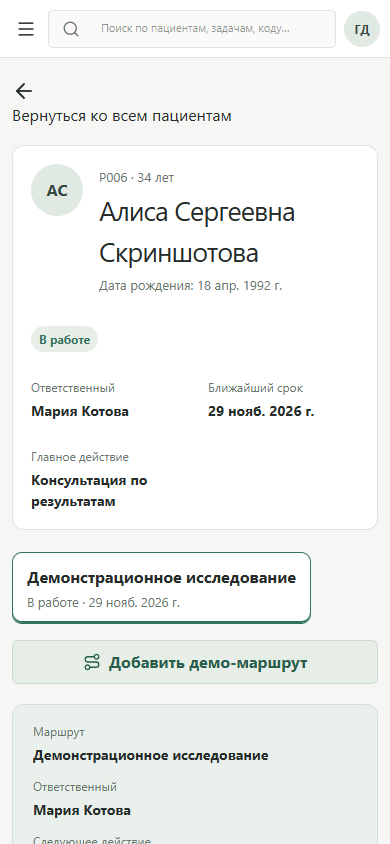 Поиск по пациентам, задачам, коду...
ГД
Вернуться ко всем пациентам
АС
P006 · 34 лет
Алиса Сергеевна
Скриншотова
Дата рождения: 18 апр. 1992 г.
В работе
Ответственный
Мария Котова
Ближайший срок
29 нояб. 2026 г.
Главное действие
Консультация по
результатам
Демонстрационное исследование
В работе · 29 нояб. 2026 г.
Добавить демо-маршрут
Маршрут
Демонстрационное исследование
Ответственный
Мария Котова
Следующее действие